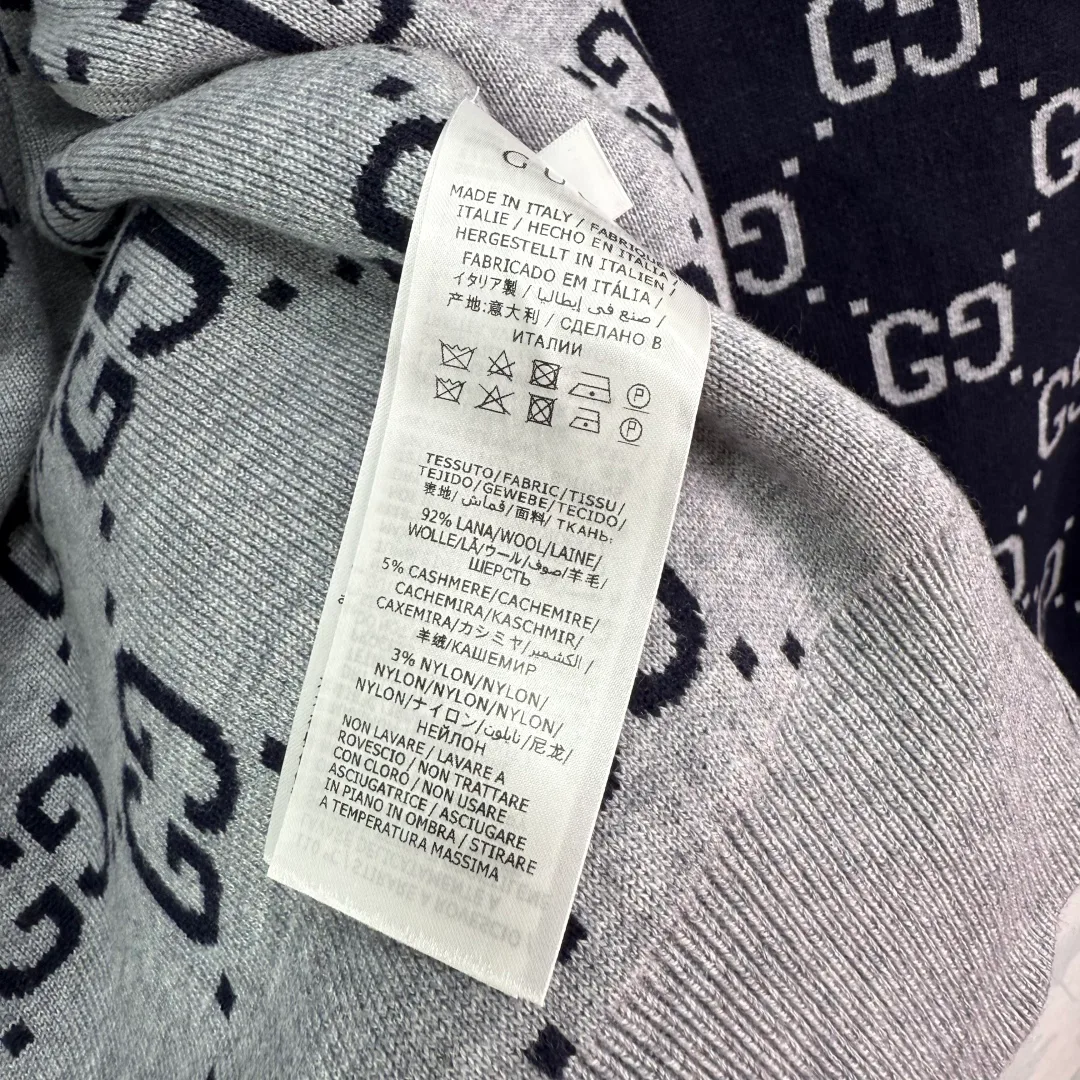 GU
MADE IN ITALY / FABRIQUÉ
ITALIE / HECHO EN ITALIA /
HERGESTELLT IN ITALIEN /
FABRICADO EM ITÁLIA /
イタリア製 / صنع في إيطاليا /
产地:意大利 / СДЕЛАНО В
ИТАЛИИ
P
P
TESSUTO/FABRIC/TISSU/
TEJIDO/GEWEBE/TECIDO/
表地/ قماش/面料/ ТКАНЬ:
92% LANA/WOOL/LAINE/
WOLLE/LÃ/ウール/صوف/羊毛/
ШЕРСТЬ
5% CASHMERE/CACHEMIRE/
CACHEMIRA/KASCHMIR/
CAXEMIRA/カシミヤ/الكشمير/
羊绒/КАШЕМИР
3% NYLON/NYLON/
NYLON/NYLON/NYLON/
NYLON/ナイロン/نايلون/尼龙/
НЕЙЛОН
NON LAVARE / LAVARE A
ROVESCIO / NON TRATTARE
CON CLORO / NON USARE
ASCIUGATRICE / ASCIUGARE
IN PIANO IN OMBRA / STIRARE
A TEMPERATURA MASSIMA